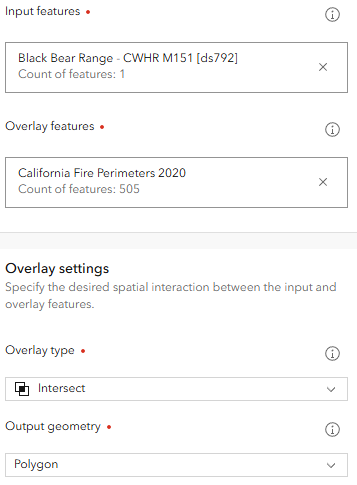 Input features •
Black Bear Range - CWHR M151 [ds792]
Count of features: 1
Overlay features •
California Fire Perimeters 2020
Count of features: 505
Overlay settings
Specify the desired spatial interaction between the input and
overlay features.
Overlay type •
Intersect
Output geometry •
Polygon